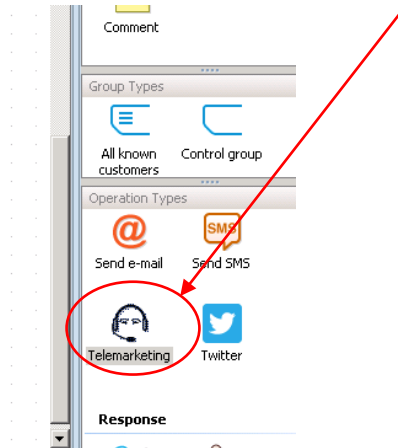 Comment
Group Types
All known
customers
Control group
Operation Types
@
SMS
Send e-mail
Send SMS
Telemarketing
Twitter
Response